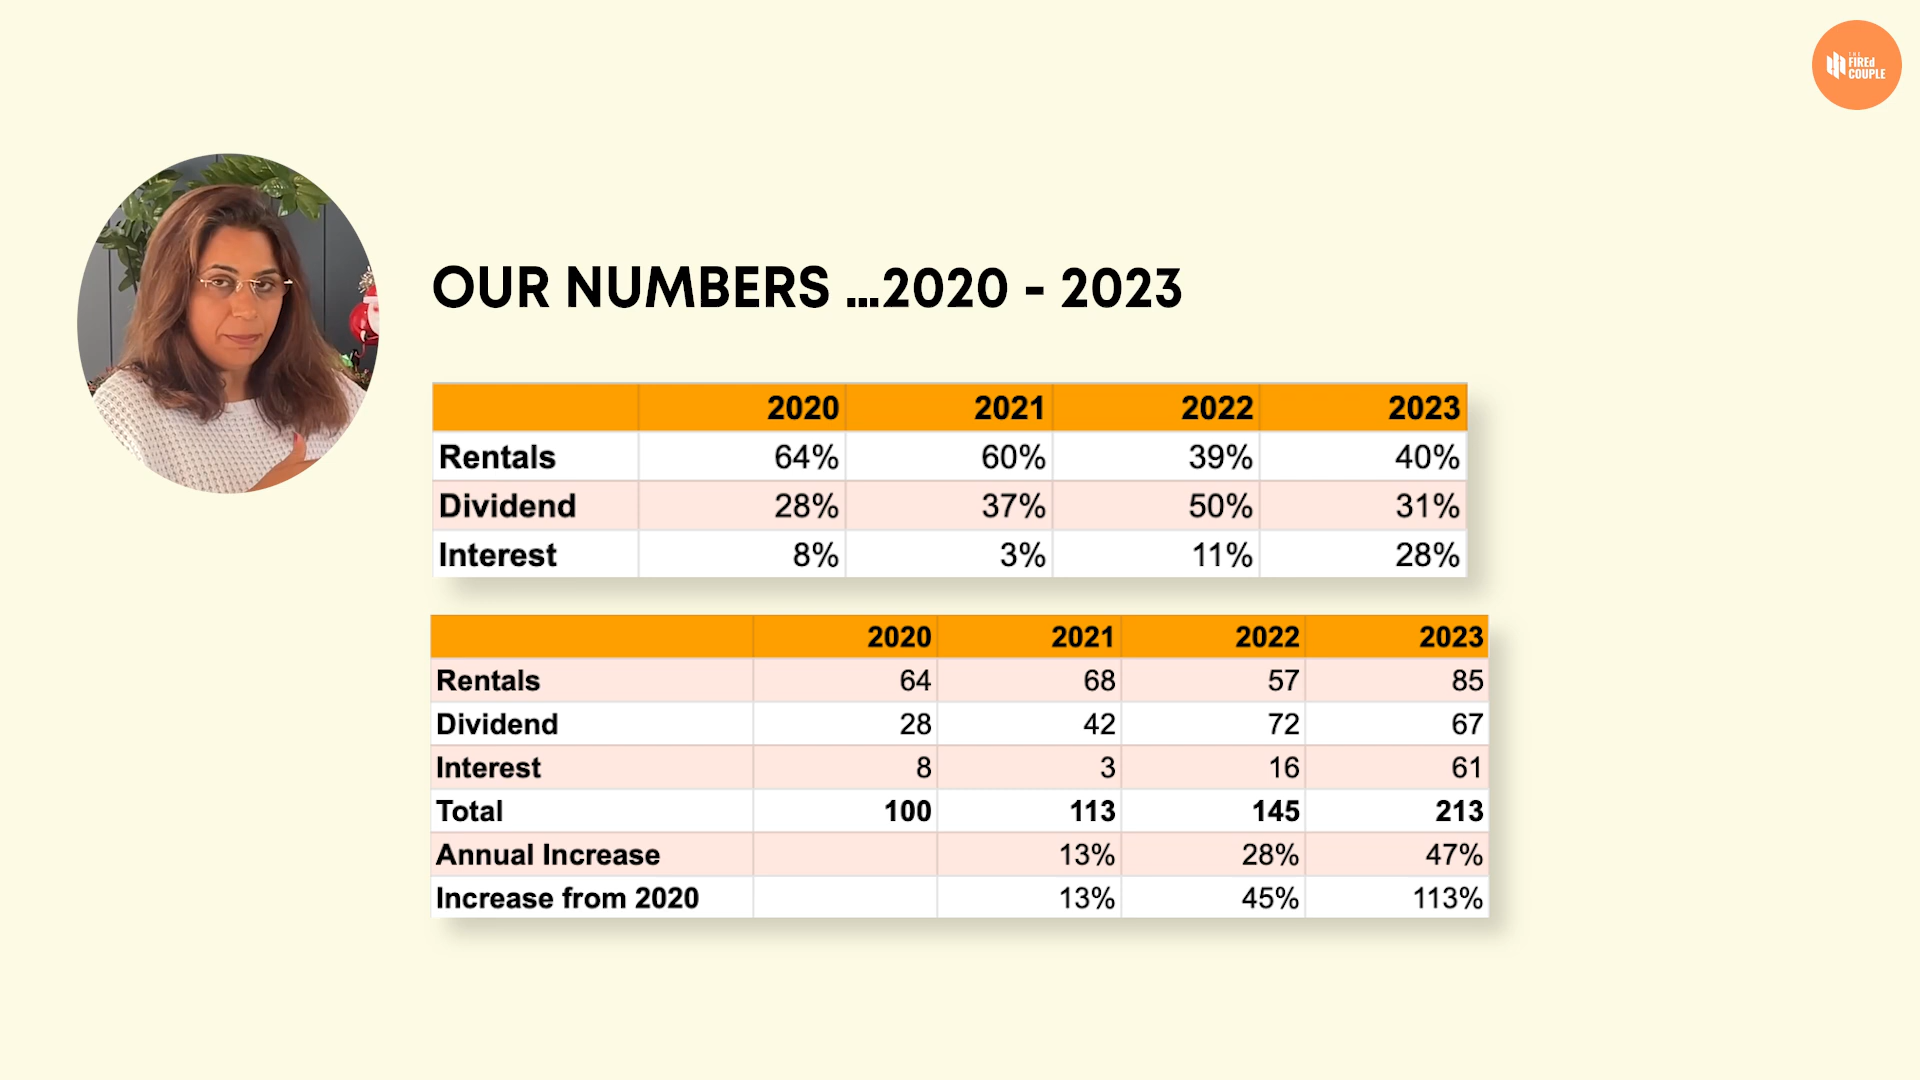 THE
FIREd
COUPLE
OUR NUMBERS ...2020 - 2023
2020 2021 2022 2023
Rentals 64% 60% 39% 40%
Dividend 28% 37% 50% 31%
Interest 8% 3% 11% 28%
2020 2021 2022 2023
Rentals 64 68 57 85
Dividend 28 42 72 67
Interest 8 3 16 61
Total 100 113 145 213
Annual Increase 13% 28% 47%
Increase from 2020 13% 45% 113%